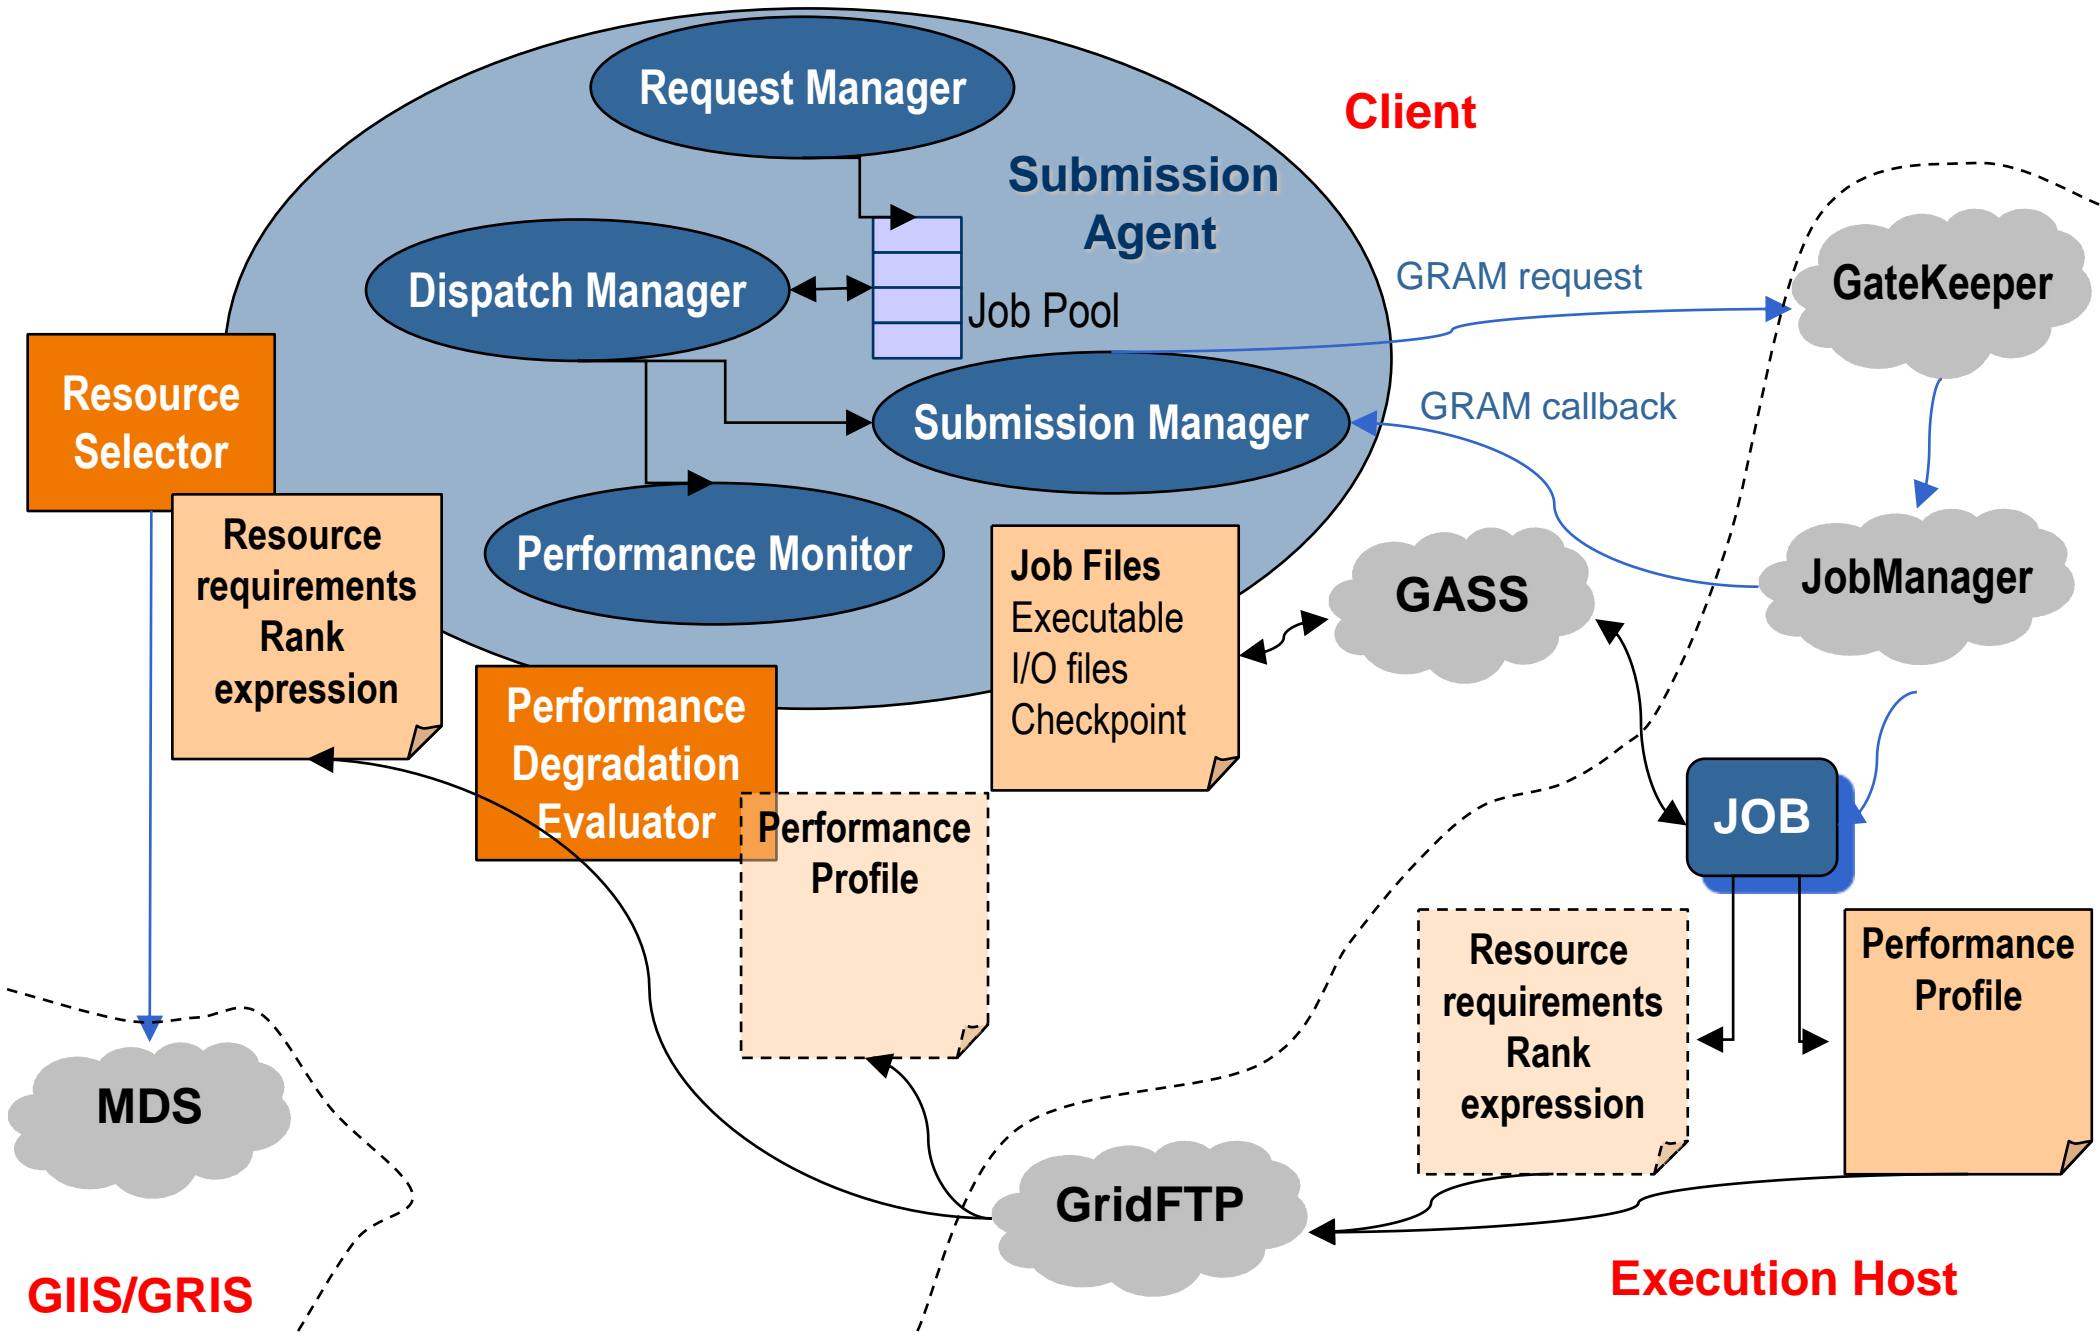 Request Manager
Client
Submission
Agent
Dispatch Manager
Job Pool
GRAM request
GateKeeper
Resource
Selector
Submission Manager
GRAM callback
Resource
requirements
Rank
expression
Performance Monitor
Job Files
Executable
I/O files
Checkpoint
GASS
JobManager
Performance
Degradation
Evaluator
Performance
Profile
JOB
Resource
requirements
Rank
expression
Performance
Profile
MDS
GridFTP
GIIS/GRIS
Execution Host